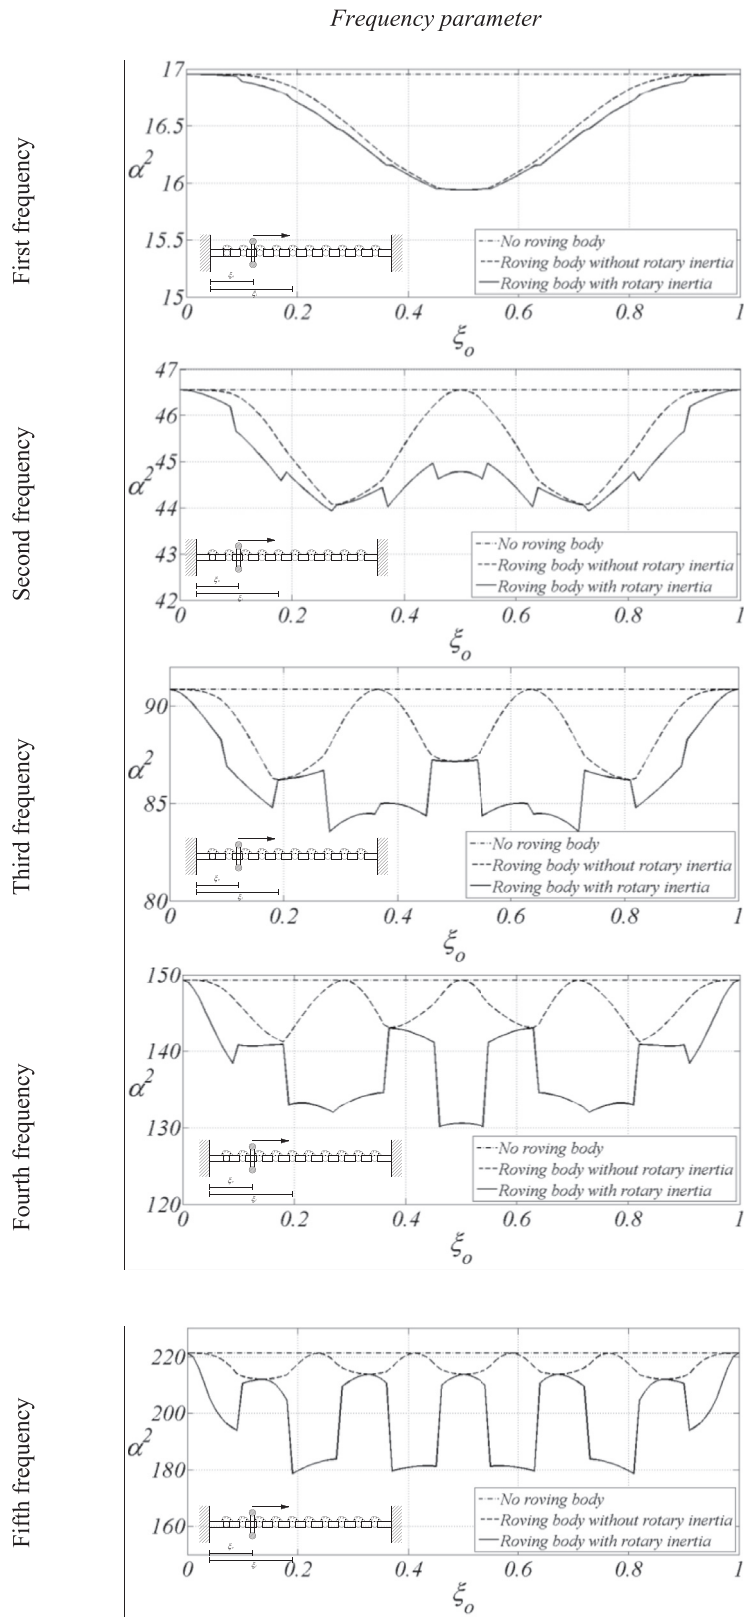 Frequency parameter
First frequency
17
16.5
α²
16
15.5
15
No roving body
Roving body without rotary inertia
Roving body with rotary inertia
0.2
0.4
0.6
0.8
1
ξo
Second frequency
47
46
45
α²
44
43
42
No roving body
Roving body without rotary inertia
Roving body with rotary inertia
0
0.2
0.4
0.6
0.8
1
ξo
Third frequency
90
α²
85
80
No roving body
Roving body without rotary inertia
Roving body with rotary inertia
0
0.2
0.4
0.6
0.8
1
ξo
Fourth frequency
150
140
α²
130
120
No roving body
Roving body without rotary inertia
Roving body with rotary inertia
0
0.2
0.4
0.6
0.8
1
ξo
Fifth frequency
220
200
α²
180
160
No roving body
Roving body without rotary inertia
Roving body with rotary inertia
0
0.2
0.4
0.6
0.8
1
ξo